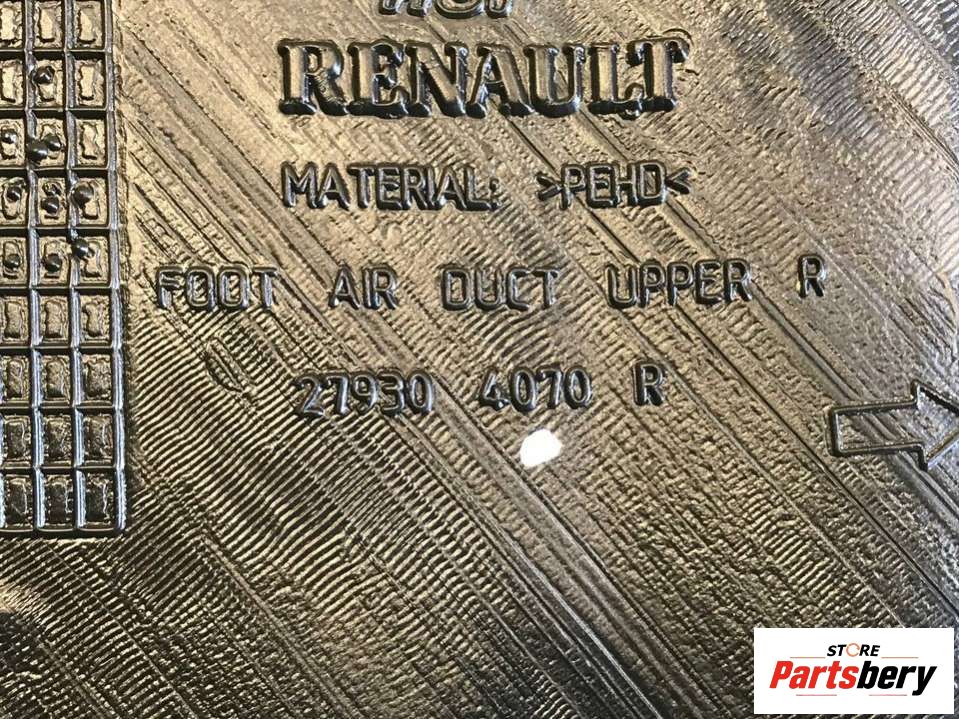 RENAULT
MATERIAL: >PEHD<
FOOT AIR DUCT UPPER R
27930 4070 R
STORE
Partsbery